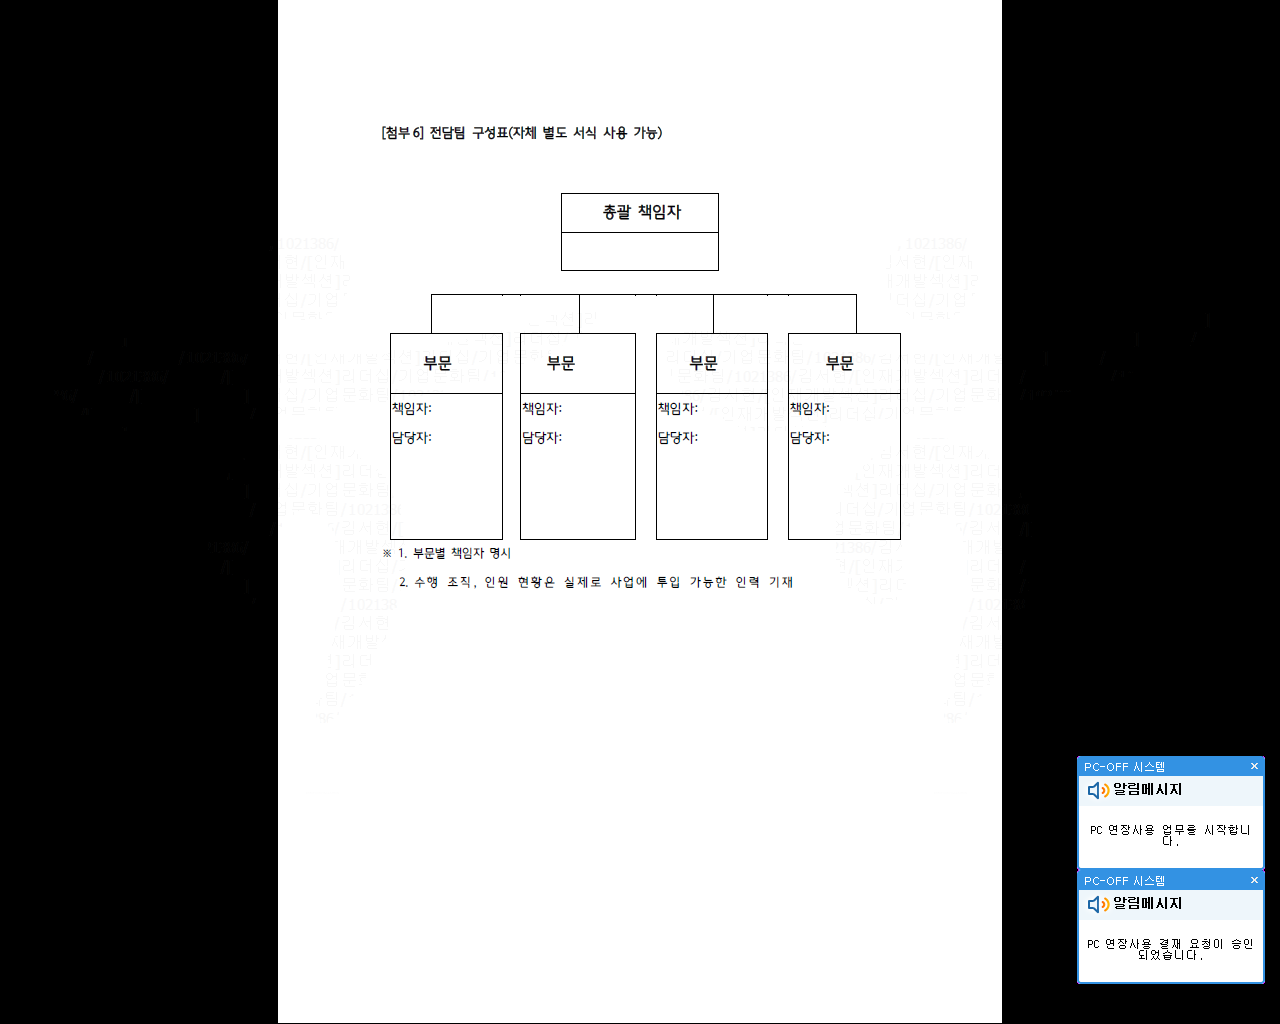 [첨부 6] 전담팀 구성표(자체 별도 서식 사용 가능)
총괄 책임자
부문 부문 부문 부문
책임자: 책임자: 책임자: 책임자:
담당자: 담당자: 담당자: 담당자:
※ 1. 부문별 책임자 명시
2. 수행 조직, 인원 현황은 실제로 사업에 투입 가능한 인력 기재
PC-OFF 시스템 ×
알림메시지
PC 연장사용 업무를 시작합니
다.
PC-OFF 시스템 ×
알림메시지
PC 연장사용 결재 요청이 승인
되었습니다.